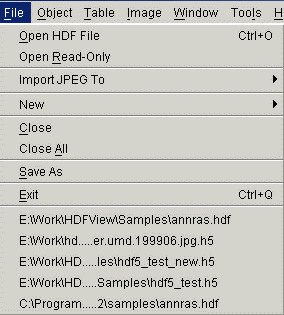 File Object Table Image Window Tools H
Open HDF File Ctrl+O
Open Read-Only
Import JPEG To
New
Close
Close All
Save As
Exit Ctrl+Q
E:\Work\HDFView\Samples\annras.hdf
E:\Work\hd.....er.umd.199906.jpg.h5
E:\Work\HD.....les\hdf5_test_new.h5
E:\Work\HD.....Samples\hdf5_test.h5
C:\Program.....2\samples\annras.hdf